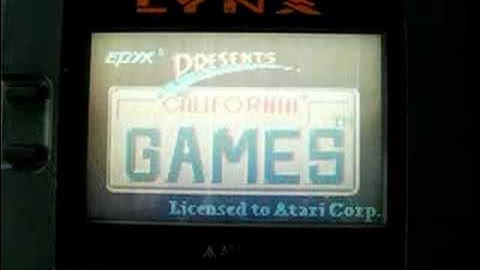 LYNX
EPYX
PRESENTS
CALIFORNIA
GAMES
Licensed to Atari Corp.